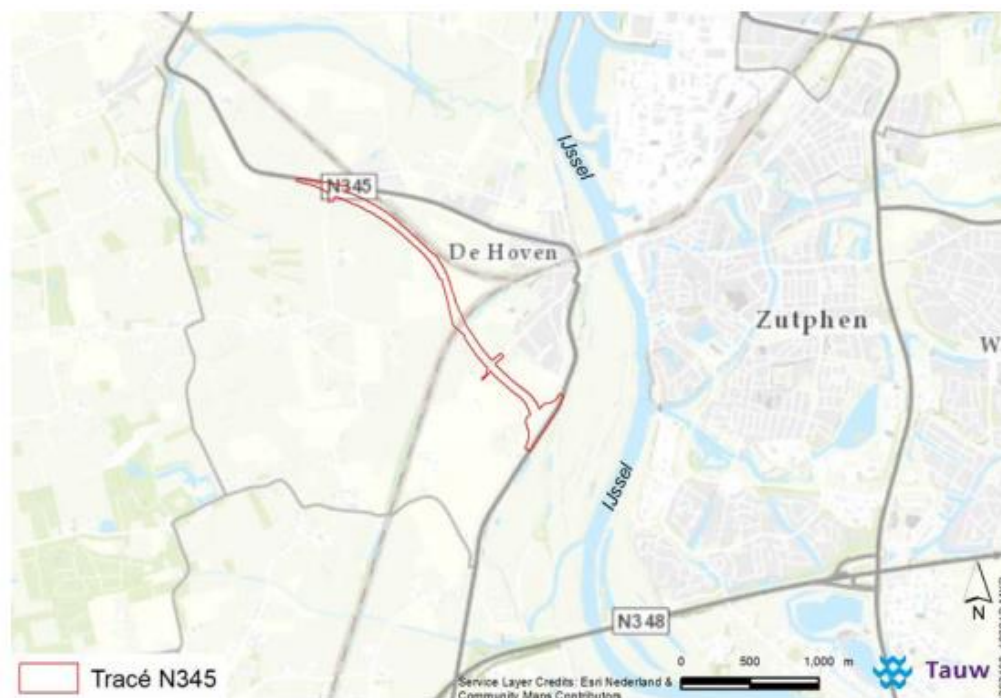 IJssel
N345
De Hoven
Zutphen
W
IJssel
N348
N
Tracé N345
Service Layer Credits: Esri Nederland &
Community Maps Contributors
0 500 1,000 m
Tauw